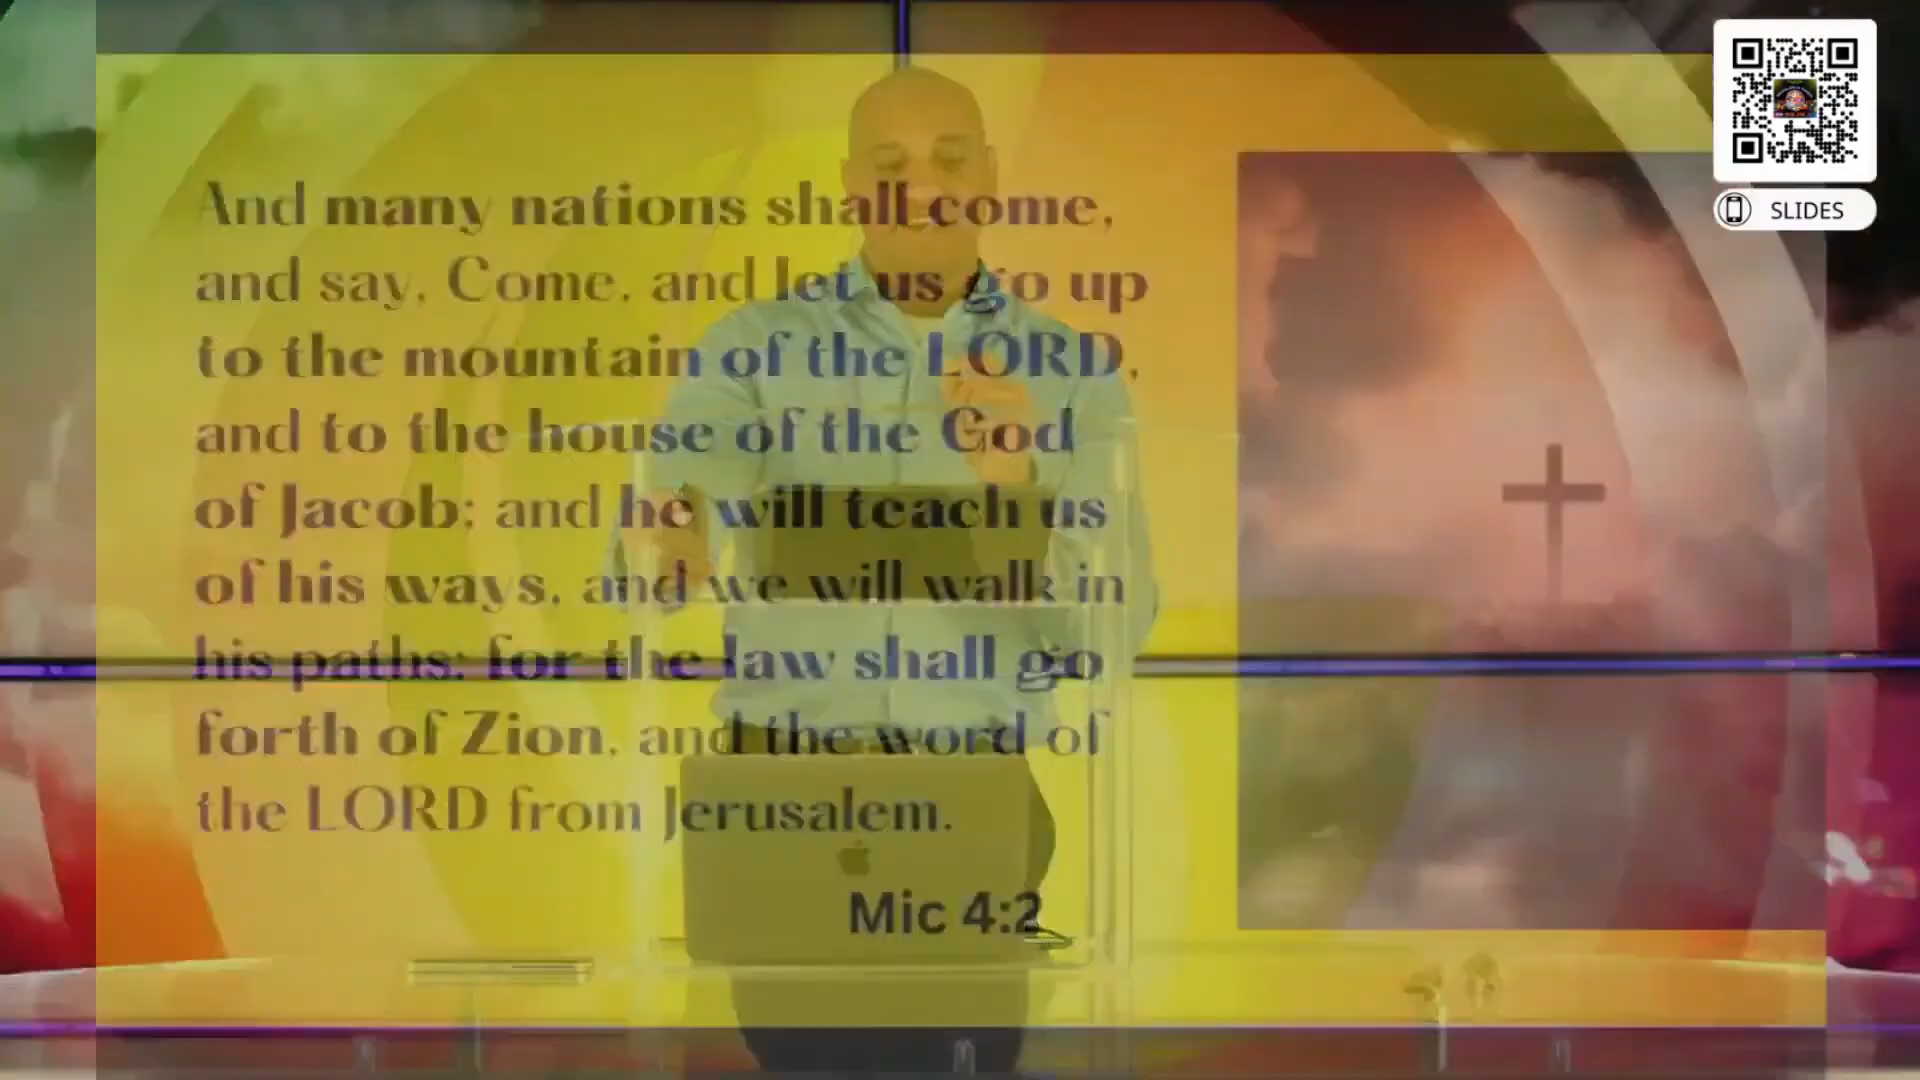 And many nations shall come,
and say, Come, and let us go up
to the mountain of the LORD,
and to the house of the God
of Jacob; and he will teach us
of his ways, and we will walk in
his paths: for the law shall go
forth of Zion, and the word of
the LORD from Jerusalem.
Mic 4:2
SLIDES